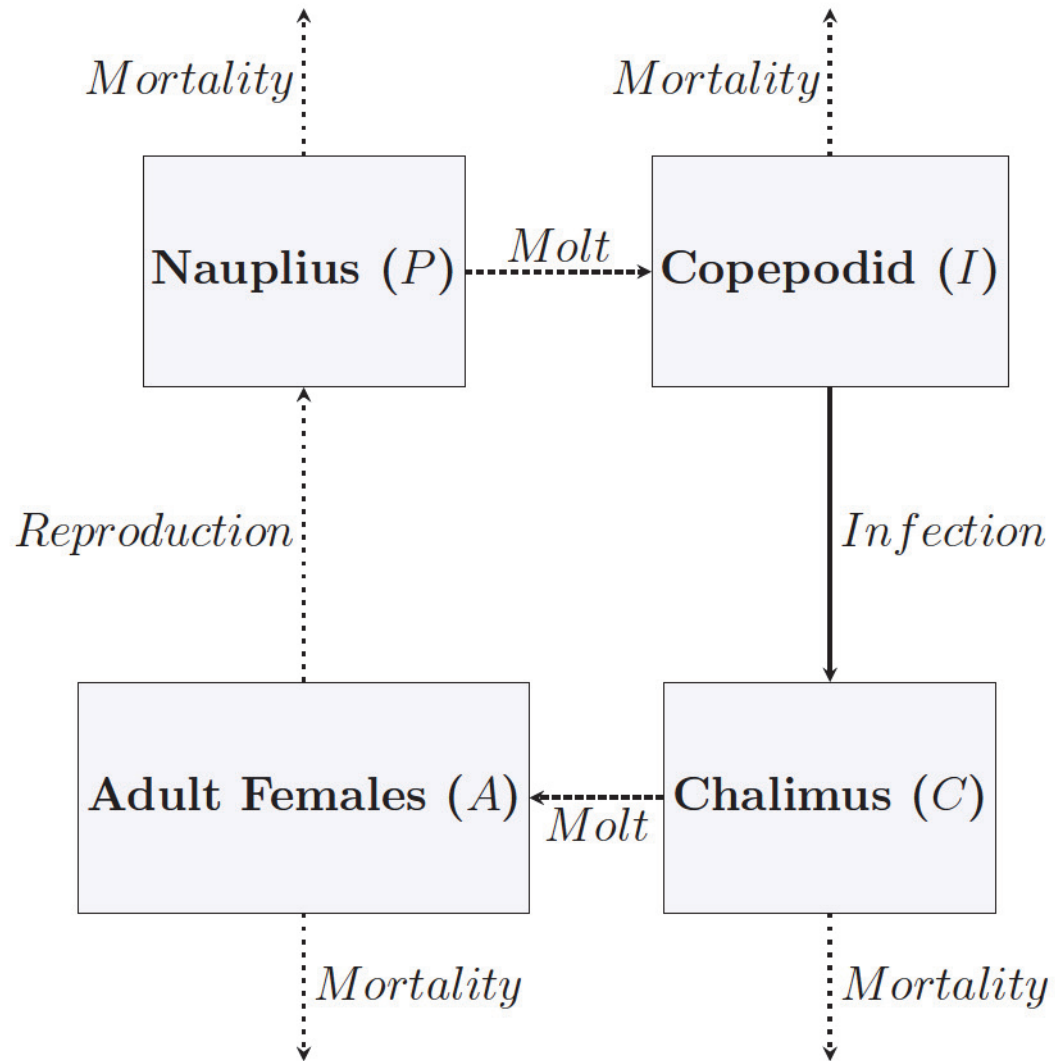 Mortality
Mortality
Nauplius (P)
Molt
Copepodid (I)
Reproduction
Infection
Adult Females (A)
Molt
Chalimus (C)
Mortality
Mortality